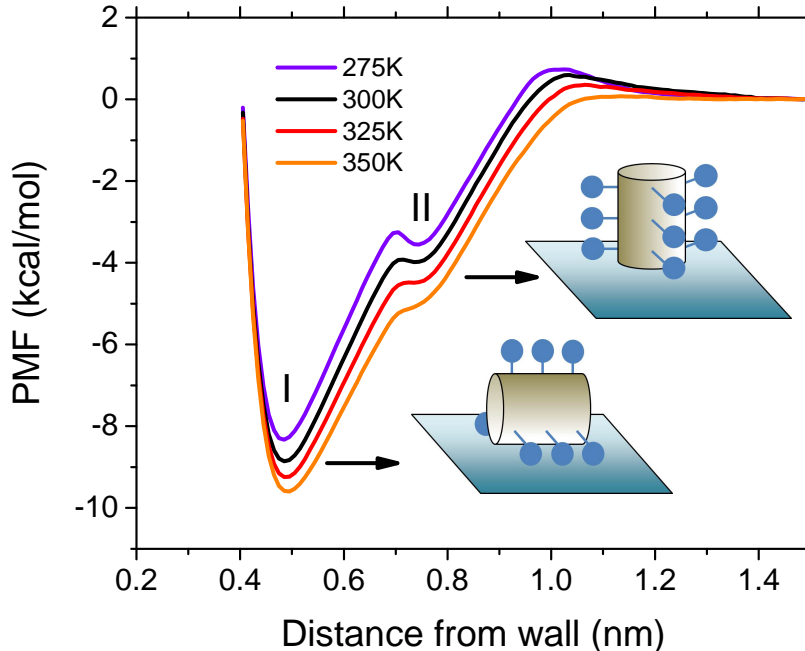 2
0
-2
-4
-6
-8
-10
PMF (kcal/mol)
275K
300K
325K
350K
I
II
0.2 0.4 0.6 0.8 1.0 1.2 1.4
Distance from wall (nm)